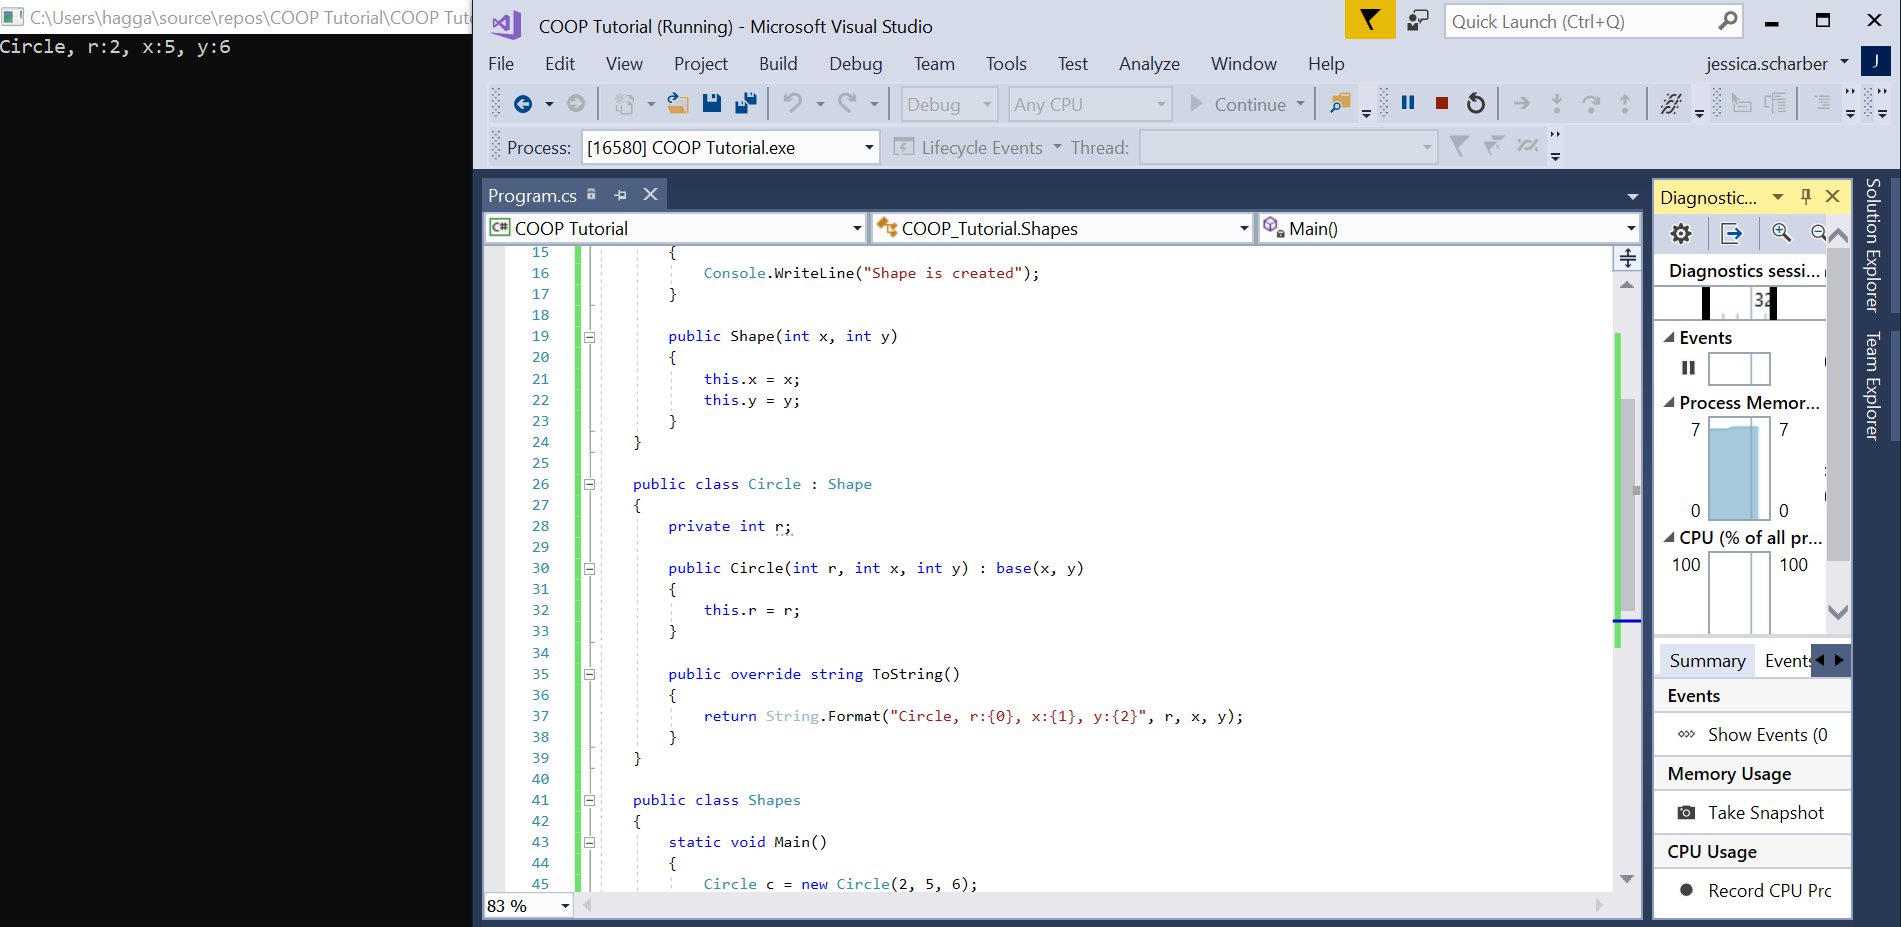 C:\Users\hagga\source\repos\COOP Tutorial\COOP Tu
Circle, r:2, x:5, y:6
COOP Tutorial (Running) - Microsoft Visual Studio
Quick Launch (Ctrl+Q)
File Edit View Project Build Debug Team Tools Test Analyze Window Help
jessica.scharber J
Debug Any CPU Continue
Process: [16580] COOP Tutorial.exe Lifecycle Events Thread:
Program.cs
COOP Tutorial COOP_Tutorial.Shapes Main()
15 {
16 Console.WriteLine("Shape is created");
17 }
18
19 public Shape(int x, int y)
20 {
21 this.x = x;
22 this.y = y;
23 }
24 }
25
26 public class Circle : Shape
27 {
28 private int r;
29
30 public Circle(int r, int x, int y) : base(x, y)
31 {
32 this.r = r;
33 }
34
35 public override string ToString()
36 {
37 return String.Format("Circle, r:{0}, x:{1}, y:{2}", r, x, y);
38 }
39 }
40
41 public class Shapes
42 {
43 static void Main()
44 {
45 Circle c = new Circle(2, 5, 6);
83 %
Diagnostic...
Diagnostics sessi...
32
Events
Process Memor...
7 7
0 0
CPU (% of all pr...
100 100
Summary Events
Events
Show Events (0
Memory Usage
Take Snapshot
CPU Usage
Record CPU Prc
Solution Explorer
Team Explorer